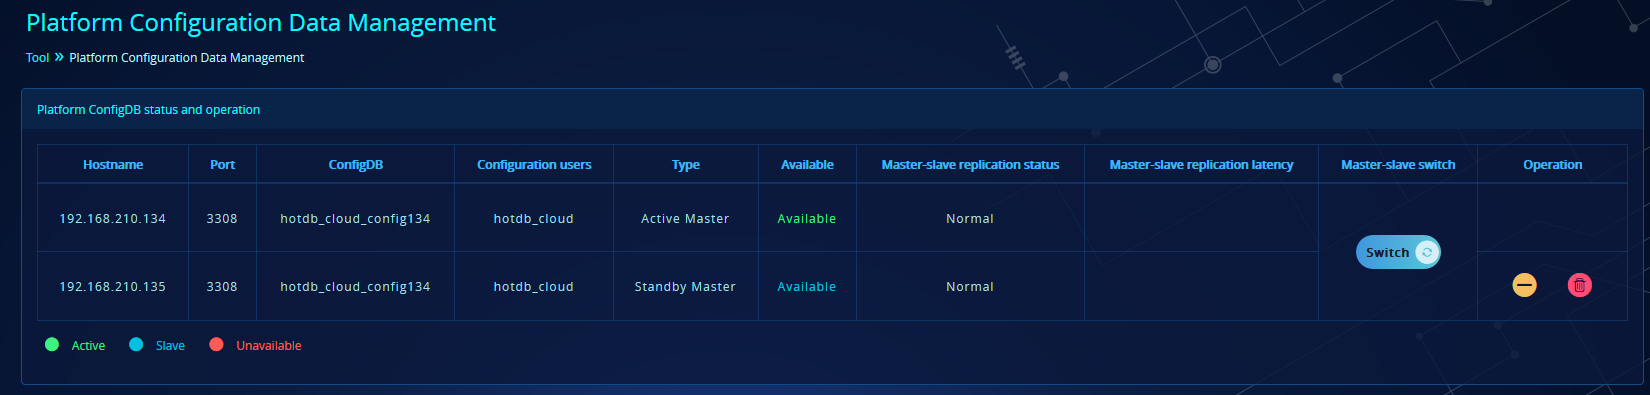 Platform Configuration Data Management
Tool » Platform Configuration Data Management
Platform ConfigDB status and operation
Hostname Port ConfigDB Configuration users Type Available Master-slave replication status Master-slave replication latency Master-slave switch Operation
192.168.210.134 3308 hotdb_cloud_config134 hotdb_cloud Active Master Available Normal
Switch
192.168.210.135 3308 hotdb_cloud_config134 hotdb_cloud Standby Master Available Normal
Active Slave Unavailable